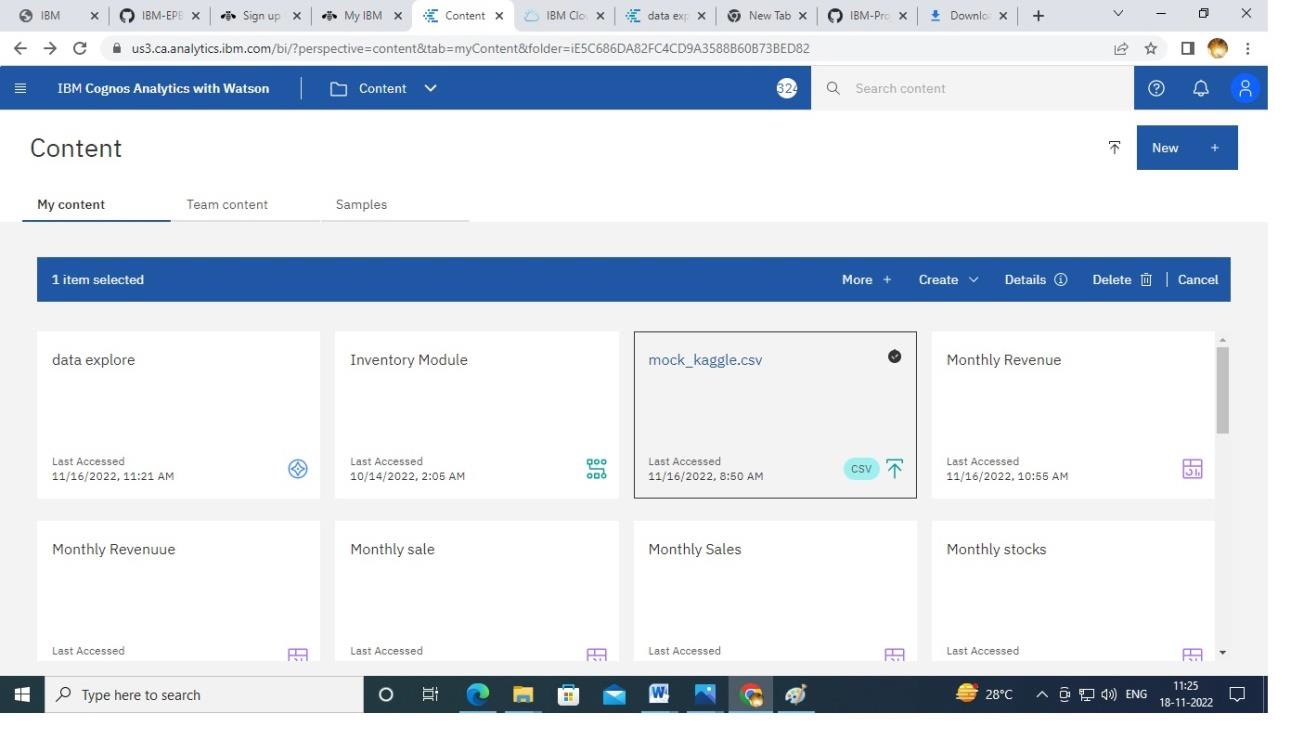 IBM IBM-EPB Sign up My IBM Content IBM Clo data exp New Tab IBM-Pro Downlo
us3.ca.analytics.ibm.com/bi/?perspective=content&tab=myContent&folder=iE5C686DA82FC4CD9A3588B60B73BED82
IBM Cognos Analytics with Watson Content 324 Search content
Content New +
My content Team content Samples
1 item selected More + Create Details Delete | Cancel
data explore Inventory Module mock_kaggle.csv Monthly Revenue
Last Accessed Last Accessed Last Accessed CSV Last Accessed
11/16/2022, 11:21 AM 10/14/2022, 2:05 AM 11/16/2022, 8:50 AM 11/16/2022, 10:55 AM
Monthly Revenuue Monthly sale Monthly Sales Monthly stocks
Last Accessed Last Accessed Last Accessed Last Accessed
Type here to search 28°C ENG 11:25
18-11-2022